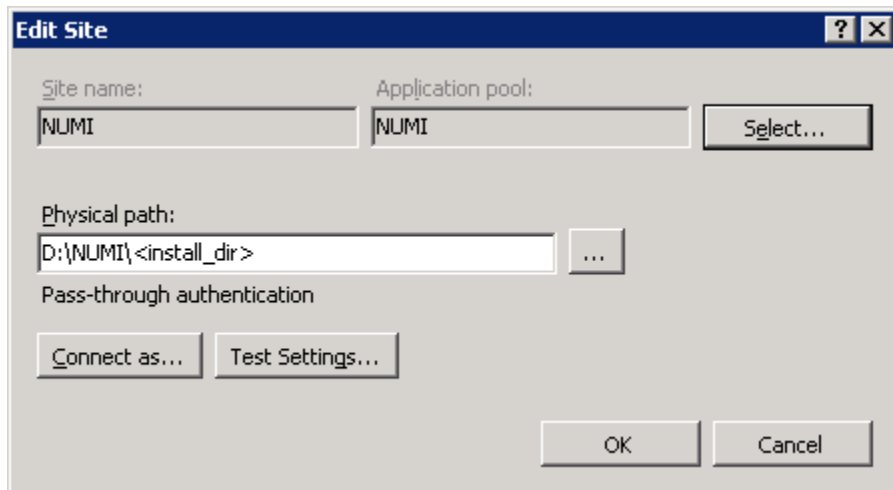 Edit Site
? X
Site name: Application pool:
NUMI NUMI Select...
Physical path:
D:\NUMI\<install_dir> ...
Pass-through authentication
Connect as... Test Settings...
OK Cancel